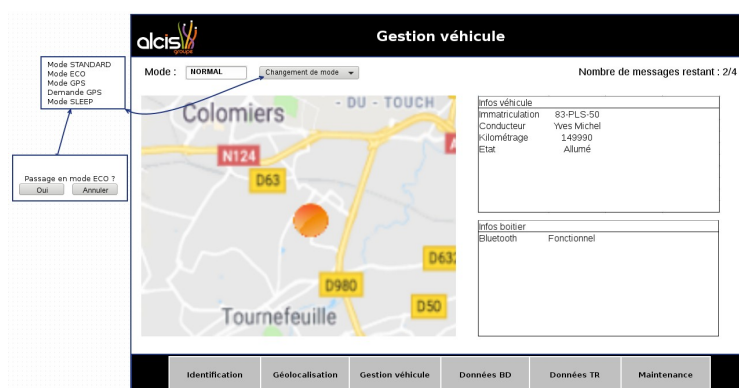 alcis
groupe
Gestion véhicule
Mode STANDARD
Mode ECO
Mode GPS
Demande GPS
Mode SLEEP
Mode :
NORMAL
Changement de mode
Nombre de messages restant : 2/4
Passage en mode ECO ?
Oui
Annuler
Colomiers
- DU - TOUCH
N124
D63
D632
D980
D50
Tournefeuille
Infos véhicule
Immatriculation 83-PLS-50
Conducteur Yves Michel
Kilométrage 149990
Etat Allumé
Infos boitier
Bluetooth Fonctionnel
Identification
Géolocalisation
Gestion véhicule
Données BD
Données TR
Maintenance